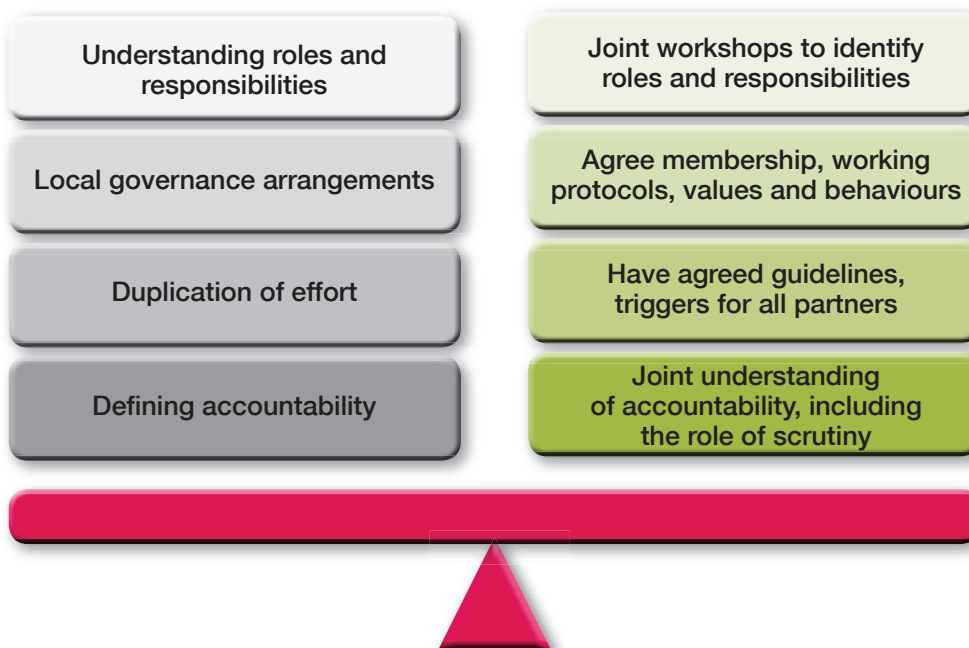 Understanding roles and
responsibilities
Joint workshops to identify
roles and responsibilities
Local governance arrangements
Agree membership, working
protocols, values and behaviours
Duplication of effort
Have agreed guidelines,
triggers for all partners
Defining accountability
Joint understanding
of accountability, including
the role of scrutiny